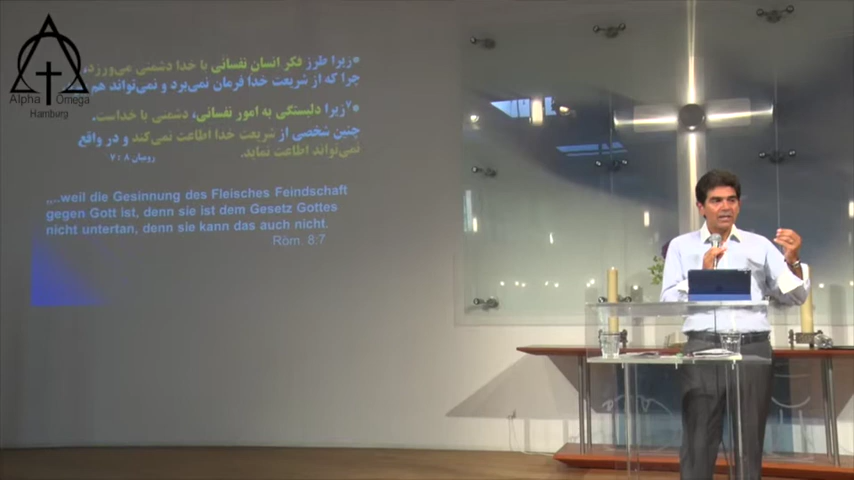 Alpha Omega
Hamburg
•زیرا طرز فکر انسان نفسانی با خدا دشمنی می‌ورزد،
چرا که از شریعت خدا فرمان نمی‌برد و نمی‌تواند هم
•۷زیرا دلبستگی به امور نفسانی، دشمنی با خداست.
چنین شخصی از شریعت خدا اطاعت نمی‌کند و در واقع
نمی‌تواند اطاعت نماید.
رومیان ۸ : ۷
„..weil die Gesinnung des Fleisches Feindschaft
gegen Gott ist, denn sie ist dem Gesetz Gottes
nicht untertan, denn sie kann das auch nicht.
Röm. 8:7